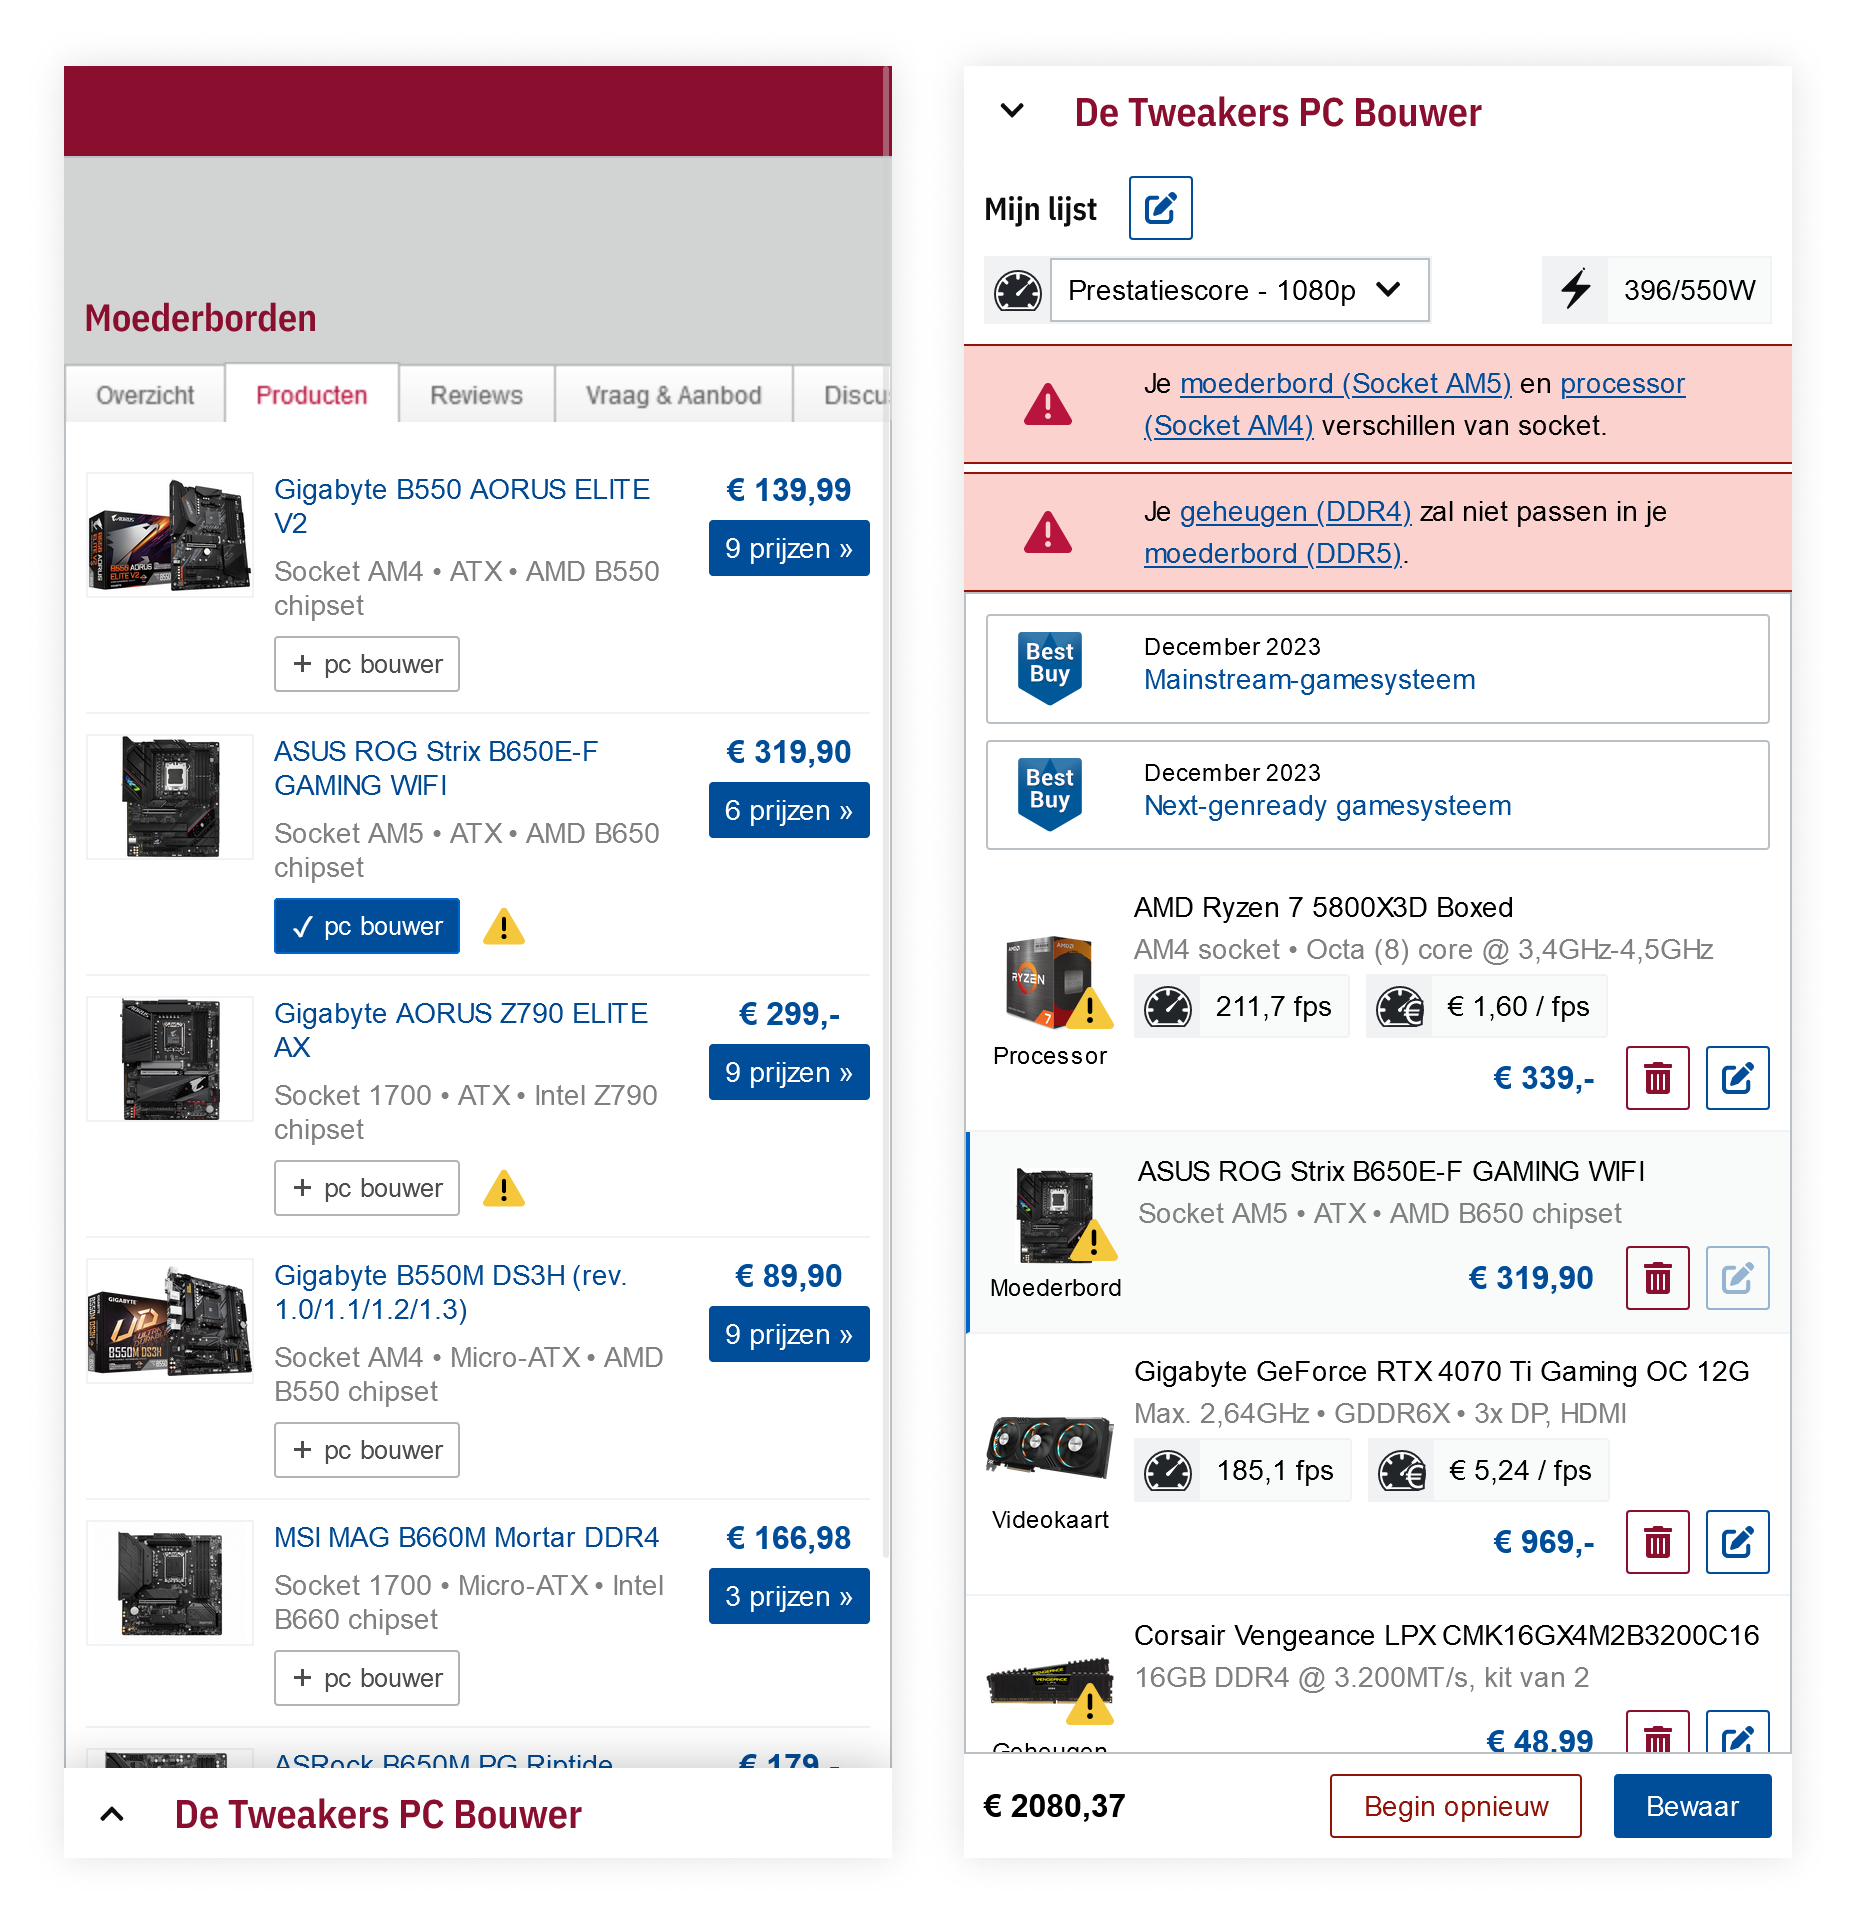 Moederborden
Overzicht
Producten
Reviews
Vraag & Aanbod
Discu
Gigabyte B550 AORUS ELITE
V2
Socket AM4 • ATX • AMD B550
chipset
+ pc bouwer
€ 139,99
9 prijzen »
ASUS ROG Strix B650E-F
GAMING WIFI
Socket AM5 • ATX • AMD B650
chipset
✓ pc bouwer
€ 319,90
6 prijzen »
Gigabyte AORUS Z790 ELITE
AX
Socket 1700 • ATX • Intel Z790
chipset
+ pc bouwer
€ 299,-
9 prijzen »
Gigabyte B550M DS3H (rev.
1.0/1.1/1.2/1.3)
Socket AM4 • Micro-ATX • AMD
B550 chipset
+ pc bouwer
€ 89,90
9 prijzen »
MSI MAG B660M Mortar DDR4
Socket 1700 • Micro-ATX • Intel
B660 chipset
+ pc bouwer
€ 166,98
3 prijzen »
ASRock B650M PG Riptide
€ 179,-
De Tweakers PC Bouwer
De Tweakers PC Bouwer
Mijn lijst
Prestatiescore - 1080p
396/550W
Je moederbord (Socket AM5) en processor
(Socket AM4) verschillen van socket.
Je geheugen (DDR4) zal niet passen in je
moederbord (DDR5).
Best
Buy
December 2023
Mainstream-gamesysteem
Best
Buy
December 2023
Next-genready gamesysteem
RYZEN
7
Processor
AMD Ryzen 7 5800X3D Boxed
AM4 socket • Octa (8) core @ 3,4GHz-4,5GHz
211,7 fps
€ 1,60 / fps
€ 339,-
Moederbord
ASUS ROG Strix B650E-F GAMING WIFI
Socket AM5 • ATX • AMD B650 chipset
€ 319,90
Videokaart
Gigabyte GeForce RTX 4070 Ti Gaming OC 12G
Max. 2,64GHz • GDDR6X • 3x DP, HDMI
185,1 fps
€ 5,24 / fps
€ 969,-
Geheugen
Corsair Vengeance LPX CMK16GX4M2B3200C16
16GB DDR4 @ 3.200MT/s, kit van 2
€ 48,99
€ 2080,37
Begin opnieuw
Bewaar